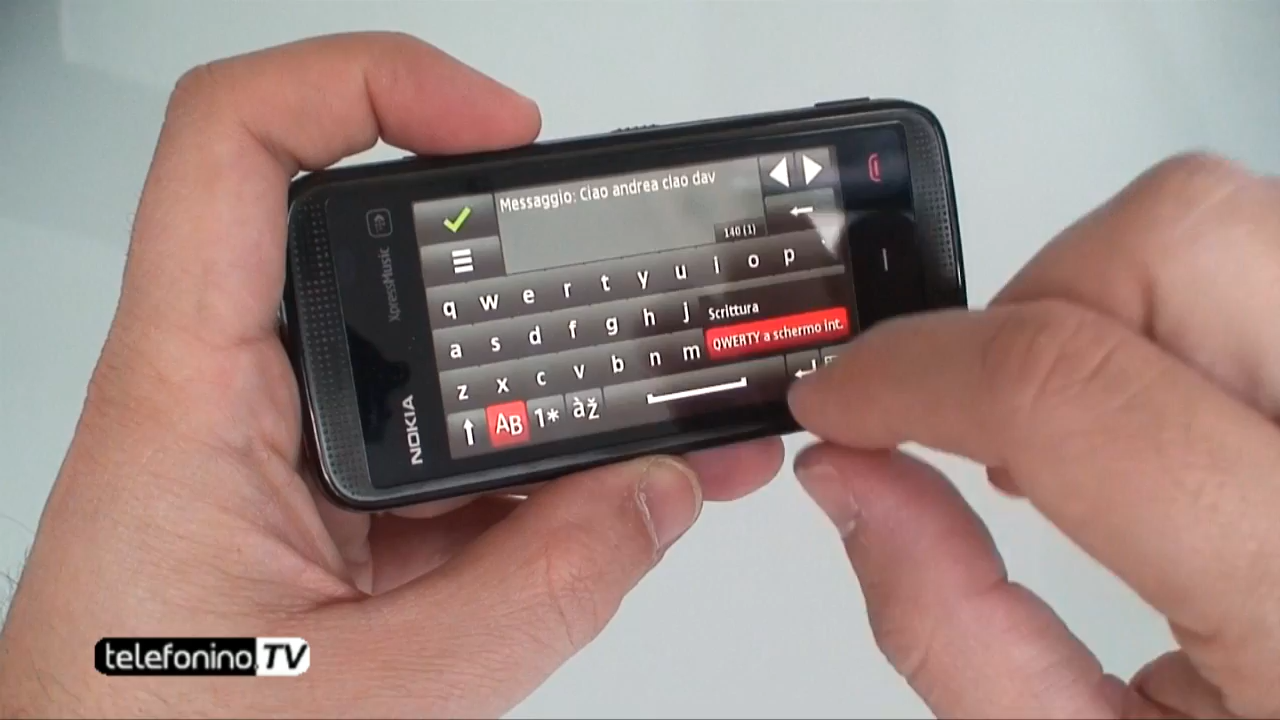 Messaggio: Ciao andrea ciao dav
140 (1)
q w e r t y u i o p
a s d f g h j
Scrittura
QWERTY a schermo int.
z x c v b n m
AB 1* àž
XpressMusic
NOKIA
telefonino.TV